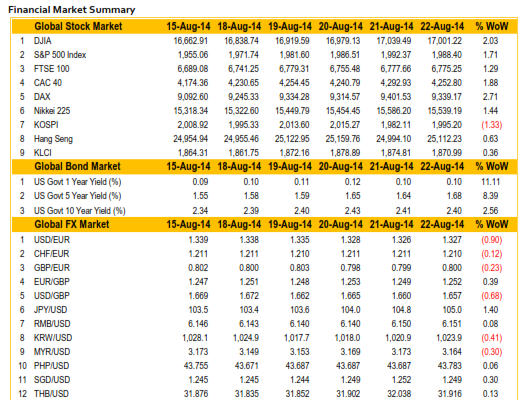 Financial Market Summary
Global Stock Market 15-Aug-14 18-Aug-14 19-Aug-14 20-Aug-14 21-Aug-14 22-Aug-14 % WoW
1 DJIA 16,662.91 16,838.74 16,919.59 16,979.13 17,039.49 17,001.22 2.03
2 S&P 500 Index 1,955.06 1,971.74 1,981.60 1,986.51 1,992.37 1,988.40 1.71
3 FTSE 100 6,689.08 6,741.25 6,779.31 6,755.48 6,777.66 6,775.25 1.29
4 CAC 40 4,174.36 4,230.65 4,254.45 4,240.79 4,292.93 4,252.80 1.88
5 DAX 9,092.60 9,245.33 9,334.28 9,314.57 9,401.53 9,339.17 2.71
6 Nikkei 225 15,318.34 15,322.60 15,449.79 15,454.45 15,586.20 15,539.19 1.44
7 KOSPI 2,008.92 1,995.33 2,013.60 2,015.27 1,982.11 1,995.20 (1.33)
8 Hang Seng 24,954.94 24,955.46 25,122.95 25,159.76 24,994.10 25,112.23 0.63
9 KLCI 1,864.31 1,861.75 1,872.16 1,878.89 1,874.81 1,870.99 0.36
Global Bond Market 15-Aug-14 18-Aug-14 19-Aug-14 20-Aug-14 21-Aug-14 22-Aug-14 % WoW
1 US Govt 1 Year Yield (%) 0.09 0.10 0.11 0.12 0.10 0.10 11.11
2 US Govt 5 Year Yield (%) 1.55 1.58 1.59 1.65 1.64 1.68 8.39
3 US Govt 10 Year Yield (%) 2.34 2.39 2.40 2.43 2.41 2.40 2.56
Global FX Market 15-Aug-14 18-Aug-14 19-Aug-14 20-Aug-14 21-Aug-14 22-Aug-14 % WoW
1 USD/EUR 1.339 1.338 1.335 1.328 1.326 1.327 (0.90)
2 CHF/EUR 1.211 1.211 1.210 1.211 1.211 1.210 (0.12)
3 GBP/EUR 0.802 0.800 0.803 0.798 0.799 0.800 (0.23)
4 EUR/GBP 1.247 1.251 1.248 1.253 1.249 1.252 0.39
5 USD/GBP 1.669 1.672 1.662 1.665 1.660 1.657 (0.68)
6 JPY/USD 103.5 103.4 103.6 104.0 104.8 105.0 1.40
7 RMB/USD 6.146 6.143 6.140 6.140 6.150 6.151 0.08
8 KRW/USD 1,028.1 1,024.9 1,017.7 1,018.0 1,020.9 1,023.9 (0.41)
9 MYR/USD 3.173 3.149 3.153 3.169 3.173 3.164 (0.30)
10 PHP/USD 43.755 43.671 43.687 43.687 43.687 43.783 0.06
11 SGD/USD 1.245 1.245 1.244 1.249 1.252 1.249 0.30
12 THB/USD 31.876 31.835 31.852 31.902 32.038 31.916 0.13